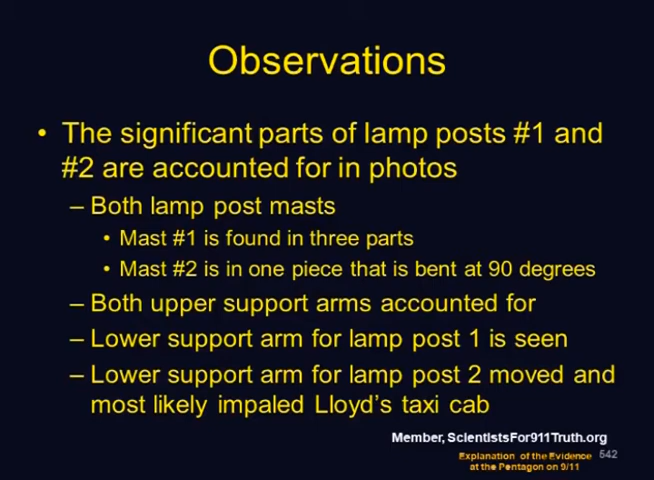 Observations
• The significant parts of lamp posts #1 and
#2 are accounted for in photos
– Both lamp post masts
• Mast #1 is found in three parts
• Mast #2 is in one piece that is bent at 90 degrees
– Both upper support arms accounted for
– Lower support arm for lamp post 1 is seen
– Lower support arm for lamp post 2 moved and
most likely impaled Lloyd's taxi cab
Member, ScientistsFor911Truth.org
Explanation of the Evidence 542
at the Pentagon on 9/11